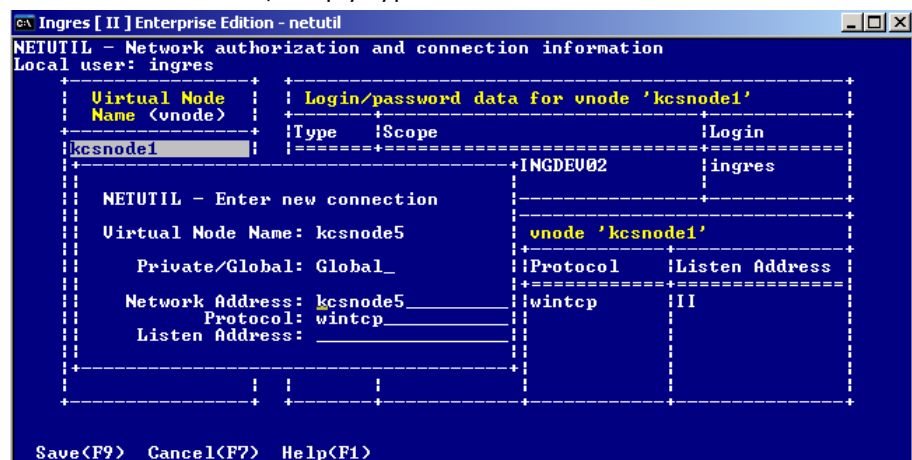 Ingres [ II ] Enterprise Edition - netutil
NETUTIL - Network authorization and connection information
Local user: ingres
Virtual Node
Name (vnode)
Login/password data for vnode 'kcsnode1'
Type Scope Login
kcsnode1
INGDEV02 ingres
NETUTIL - Enter new connection
Virtual Node Name: kcsnode5
vnode 'kcsnode1'
Private/Global: Global_
Protocol Listen Address
Network Address: kcsnode5
wintcp II
Protocol: wintcp
Listen Address:
Save(F9) Cancel(F7) Help(F1)